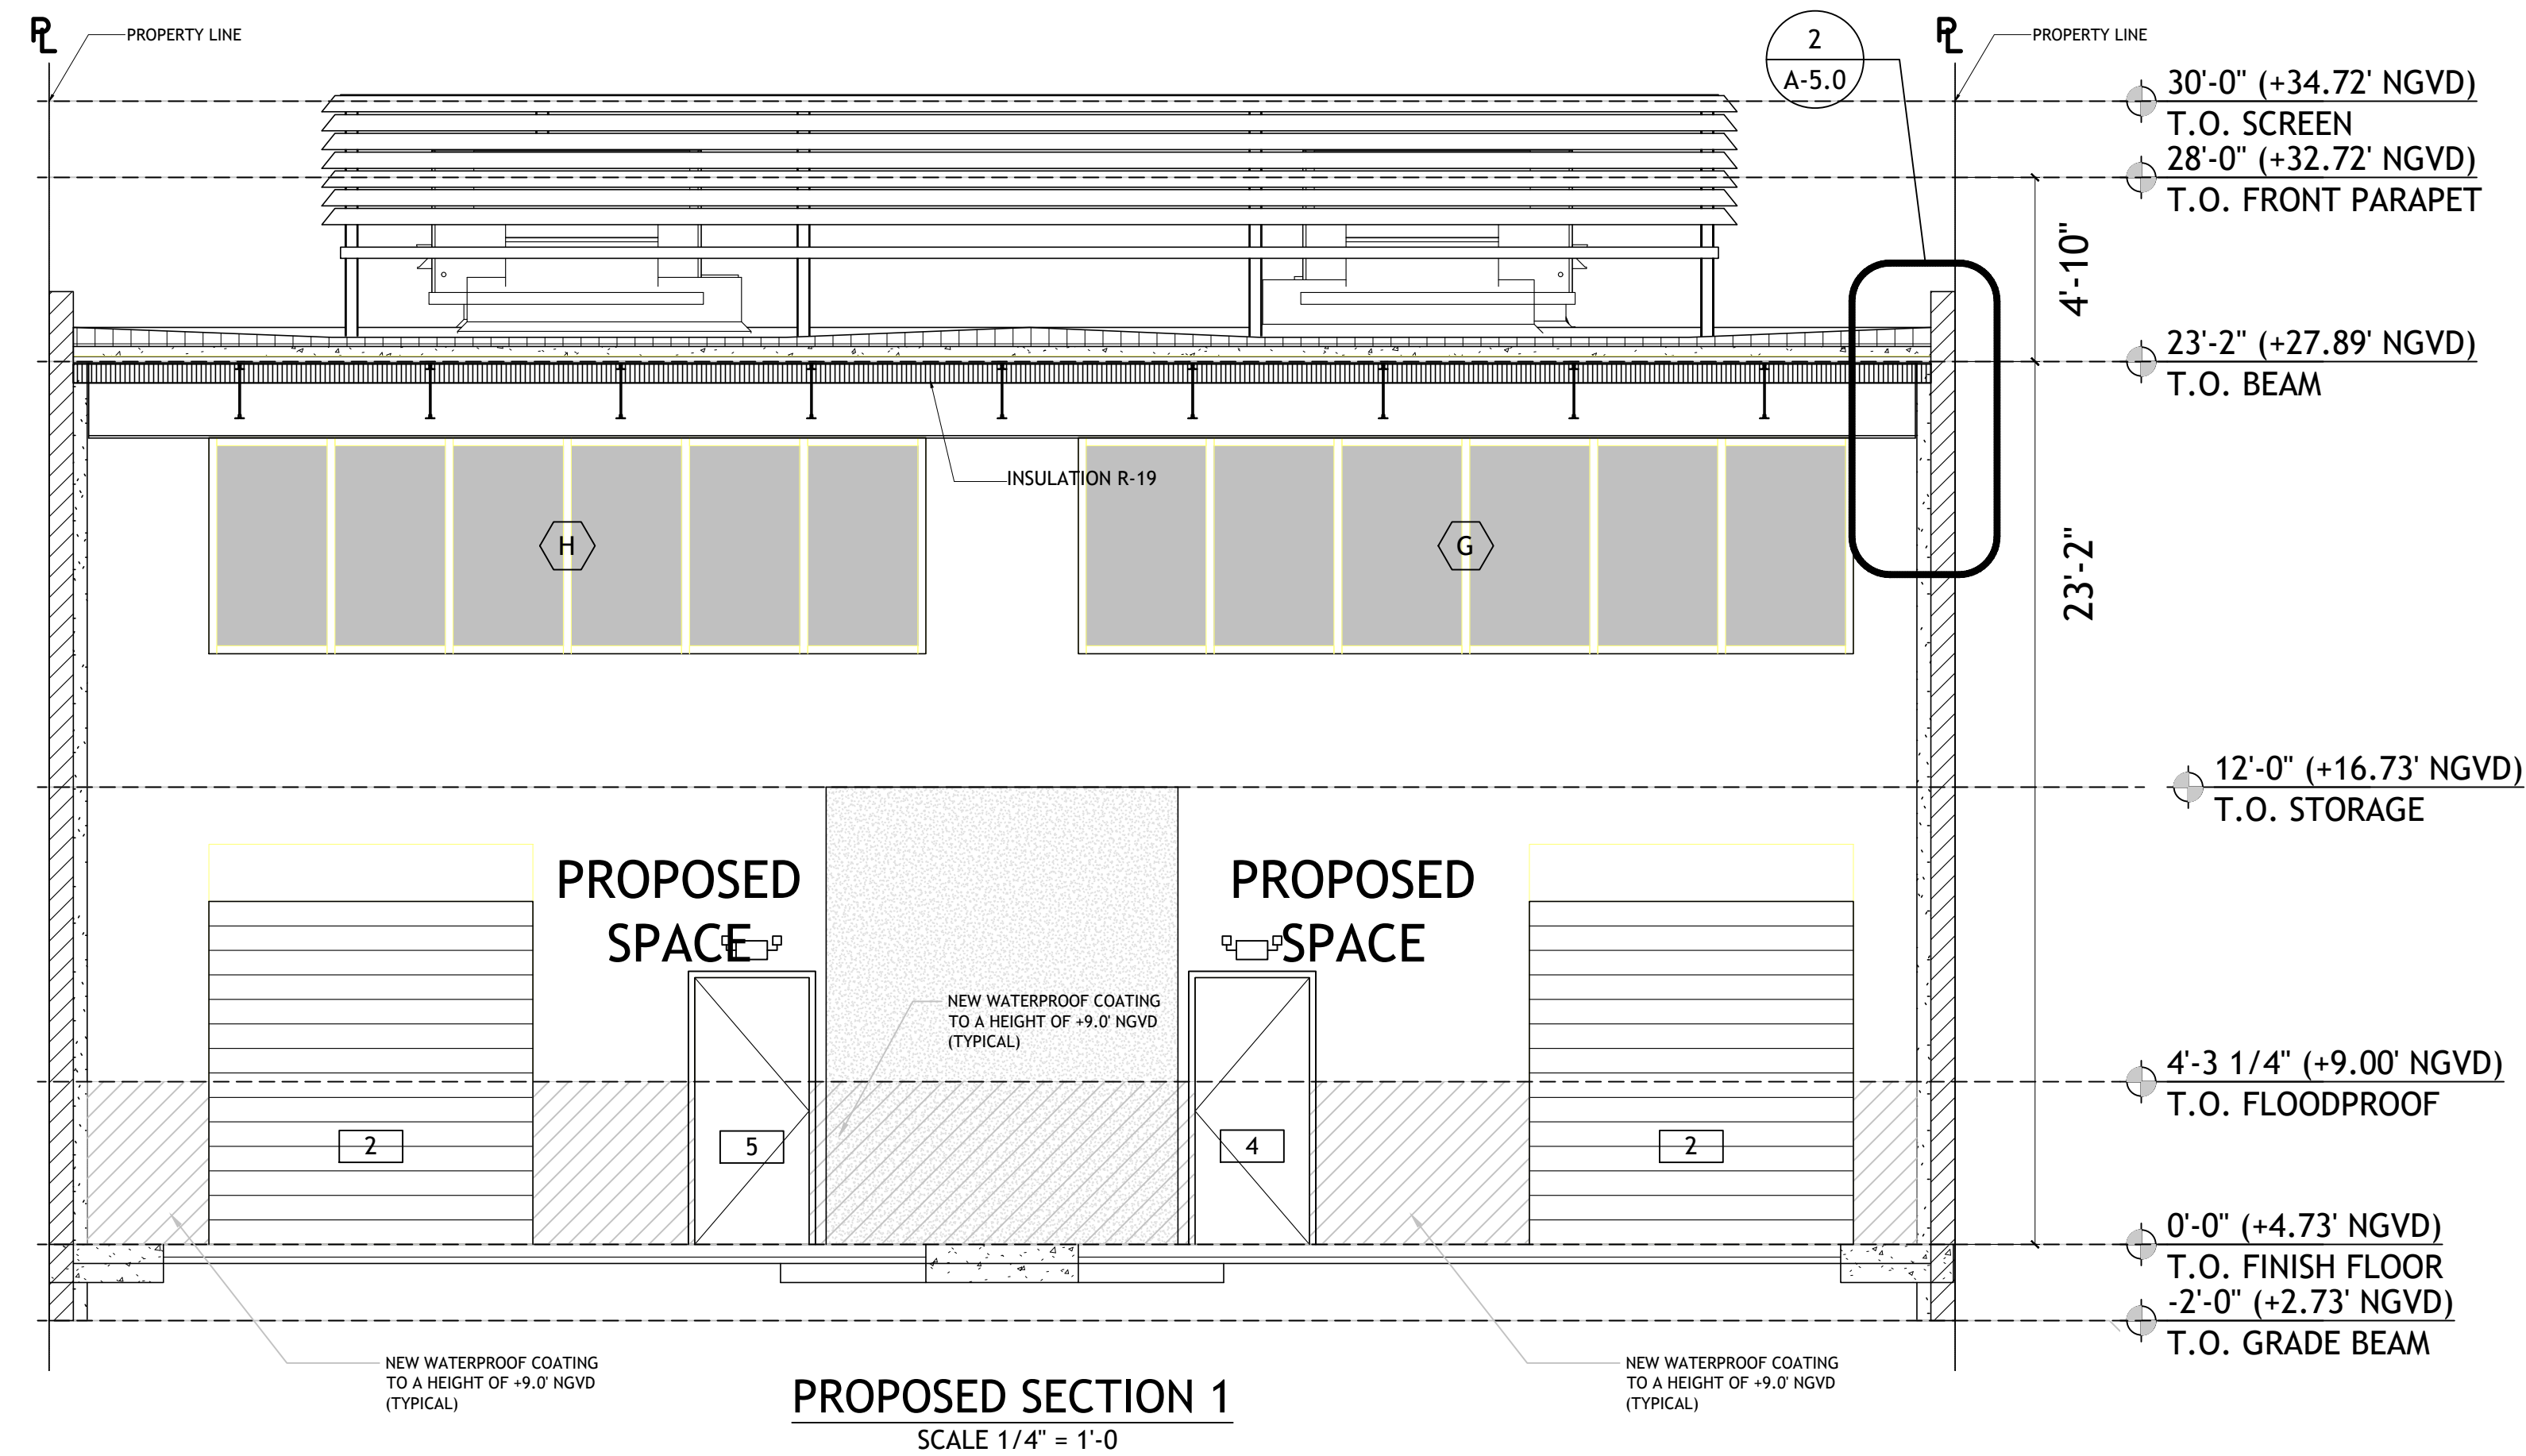 PL
PROPERTY LINE
2
A-5.0
PL
PROPERTY LINE
30'-0" (+34.72' NGVD)
T.O. SCREEN
28'-0" (+32.72' NGVD)
T.O. FRONT PARAPET
4'-10"
23'-2" (+27.89' NGVD)
T.O. BEAM
INSULATION R-19
H
G
23'-2"
12'-0" (+16.73' NGVD)
T.O. STORAGE
PROPOSED
SPACE
PROPOSED
SPACE
NEW WATERPROOF COATING
TO A HEIGHT OF +9.0' NGVD
(TYPICAL)
4'-3 1/4" (+9.00' NGVD)
T.O. FLOODPROOF
2
5
4
2
0'-0" (+4.73' NGVD)
T.O. FINISH FLOOR
-2'-0" (+2.73' NGVD)
T.O. GRADE BEAM
NEW WATERPROOF COATING
TO A HEIGHT OF +9.0' NGVD
(TYPICAL)
NEW WATERPROOF COATING
TO A HEIGHT OF +9.0' NGVD
(TYPICAL)
PROPOSED SECTION 1
SCALE 1/4" = 1'-0